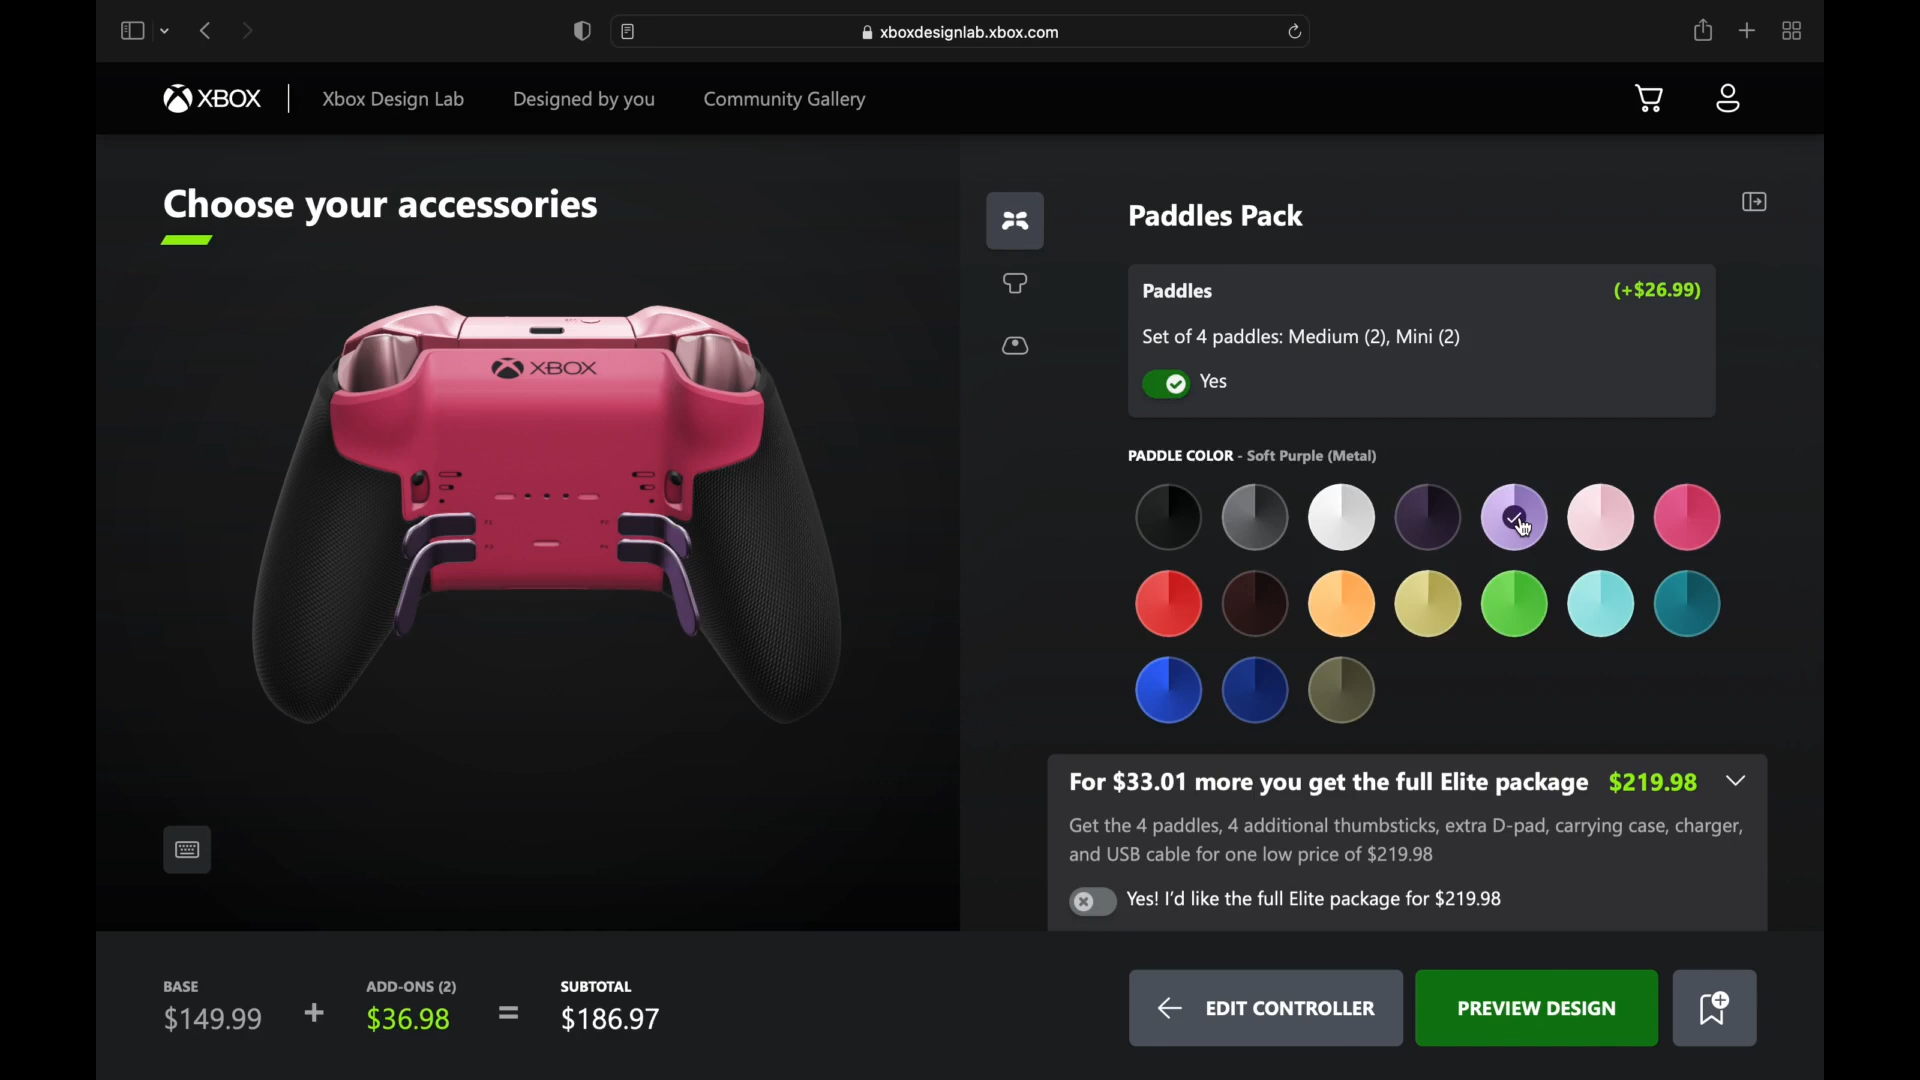 xboxdesignlab.xbox.com
XBOX
Xbox Design Lab
Designed by you
Community Gallery
Choose your accessories
XBOX
Paddles Pack
Paddles
(+$26.99)
Set of 4 paddles: Medium (2), Mini (2)
Yes
PADDLE COLOR - Soft Purple (Metal)
For $33.01 more you get the full Elite package $219.98
Get the 4 paddles, 4 additional thumbsticks, extra D-pad, carrying case, charger,
and USB cable for one low price of $219.98
Yes! I'd like the full Elite package for $219.98
BASE
$149.99
+
ADD-ONS (2)
$36.98
=
SUBTOTAL
$186.97
EDIT CONTROLLER
PREVIEW DESIGN